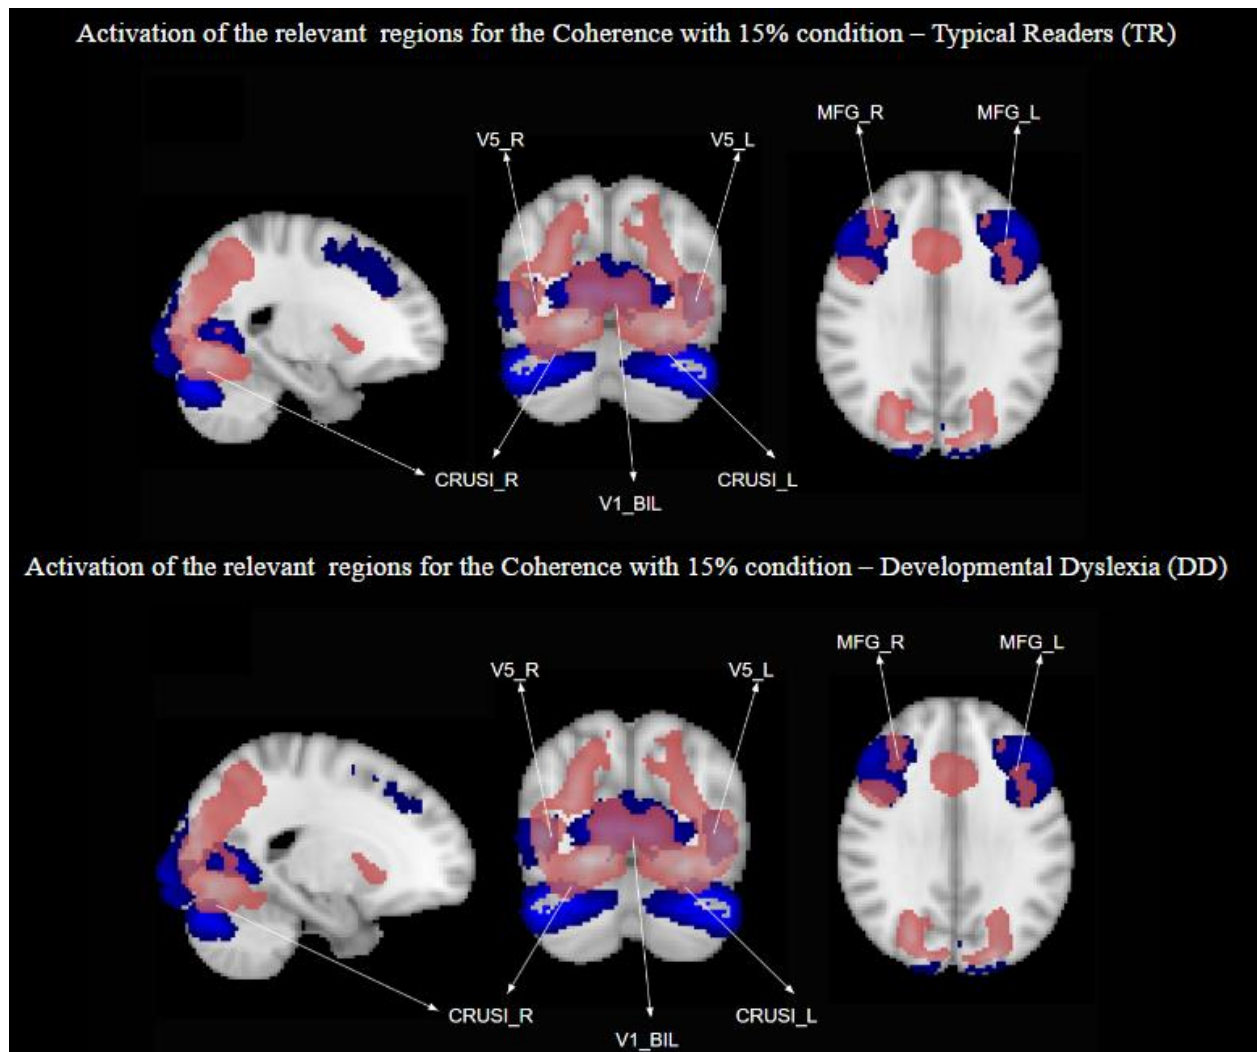 Activation of the relevant  regions for the Coherence with 15% condition – Typical Readers (TR)
MFG_R
MFG_L
V5_R
V5_L
CRUSI_R
CRUSI_L
V1_BIL
Activation of the relevant  regions for the Coherence with 15% condition – Developmental Dyslexia (DD)
MFG_R
MFG_L
V5_R
V5_L
CRUSI_R
CRUSI_L
V1_BIL